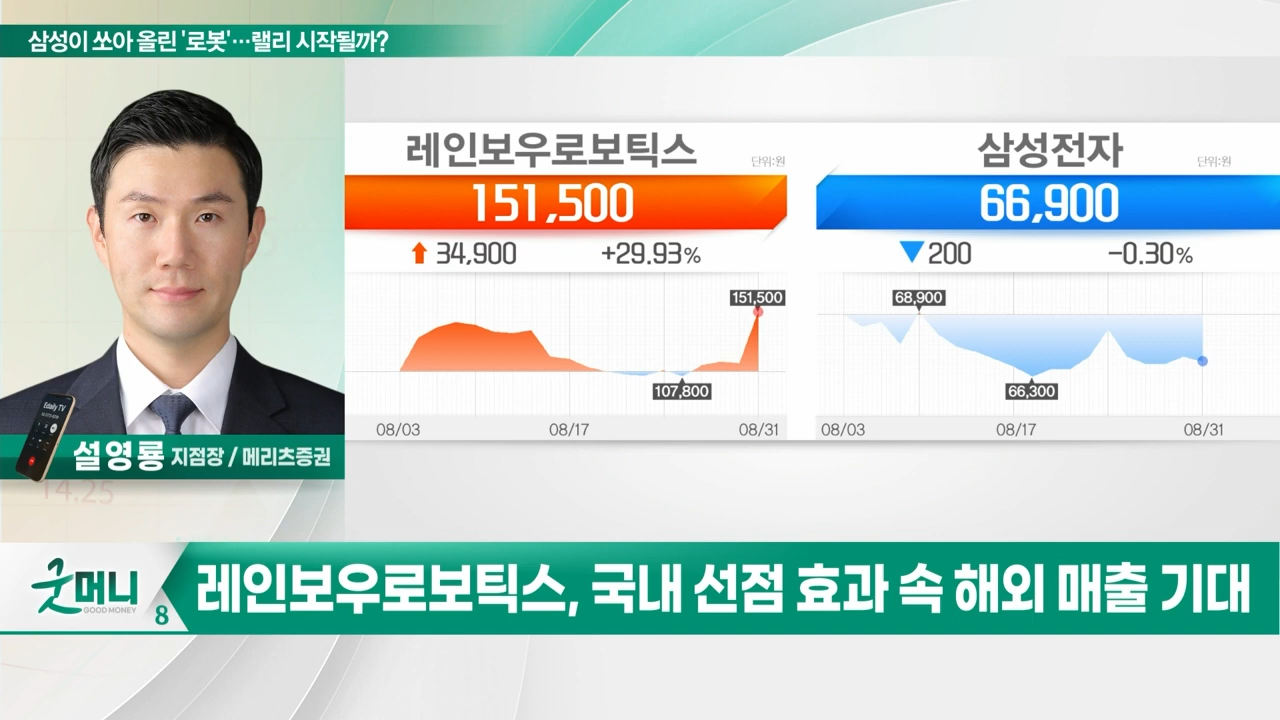 삼성이 쏘아 올린 '로봇'…랠리 시작될까?
레인보우로보틱스
단위:원
151,500
34,900 +29.93%
151,500
107,800
08/03 08/17 08/31
삼성전자
단위:원
66,900
▼200 -0.30%
68,900
66,300
08/03 08/17 08/31
Edaily TV
설영룡 지점장 / 메리츠증권
14.25
굿머니
GOOD MONEY
8
레인보우로보틱스, 국내 선점 효과 속 해외 매출 기대